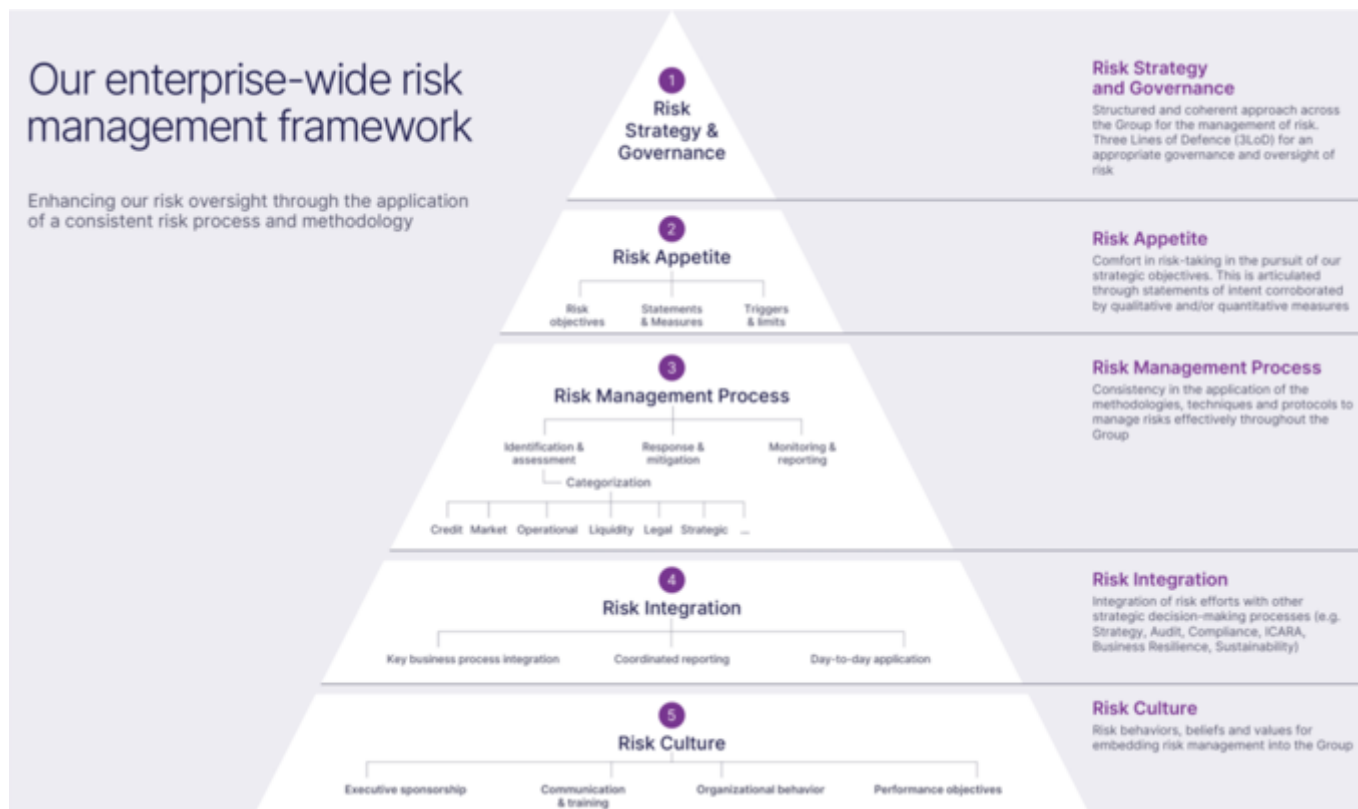 Our enterprise-wide risk
management framework
Enhancing our risk oversight through the application
of a consistent risk process and methodology
1
Risk
Strategy &
Governance
Risk Strategy
and Governance
Structured and coherent approach across
the Group for the management of risk.
Three Lines of Defence (3LoD) for an
appropriate governance and oversight of
risk
2
Risk Appetite
Risk
objectives
Statements
& Measures
Triggers
& limits
Risk Appetite
Comfort in risk-taking in the pursuit of our
strategic objectives. This is articulated
through statements of intent corroborated
by qualitative and/or quantitative measures
3
Risk Management Process
Identification &
assessment
Response &
mitigation
Monitoring &
reporting
Categorization
Credit Market Operational Liquidity Legal Strategic ...
Risk Management Process
Consistency in the application of the
methodologies, techniques and protocols to
manage risks effectively throughout the
Group
4
Risk Integration
Key business process integration
Coordinated reporting
Day-to-day application
Risk Integration
Integration of risk efforts with other
strategic decision-making processes (e.g.
Strategy, Audit, Compliance, ICARA,
Business Resilience, Sustainability)
5
Risk Culture
Executive sponsorship
Communication
& training
Organizational behavior
Performance objectives
Risk Culture
Risk behaviors, beliefs and values for
embedding risk management into the Group